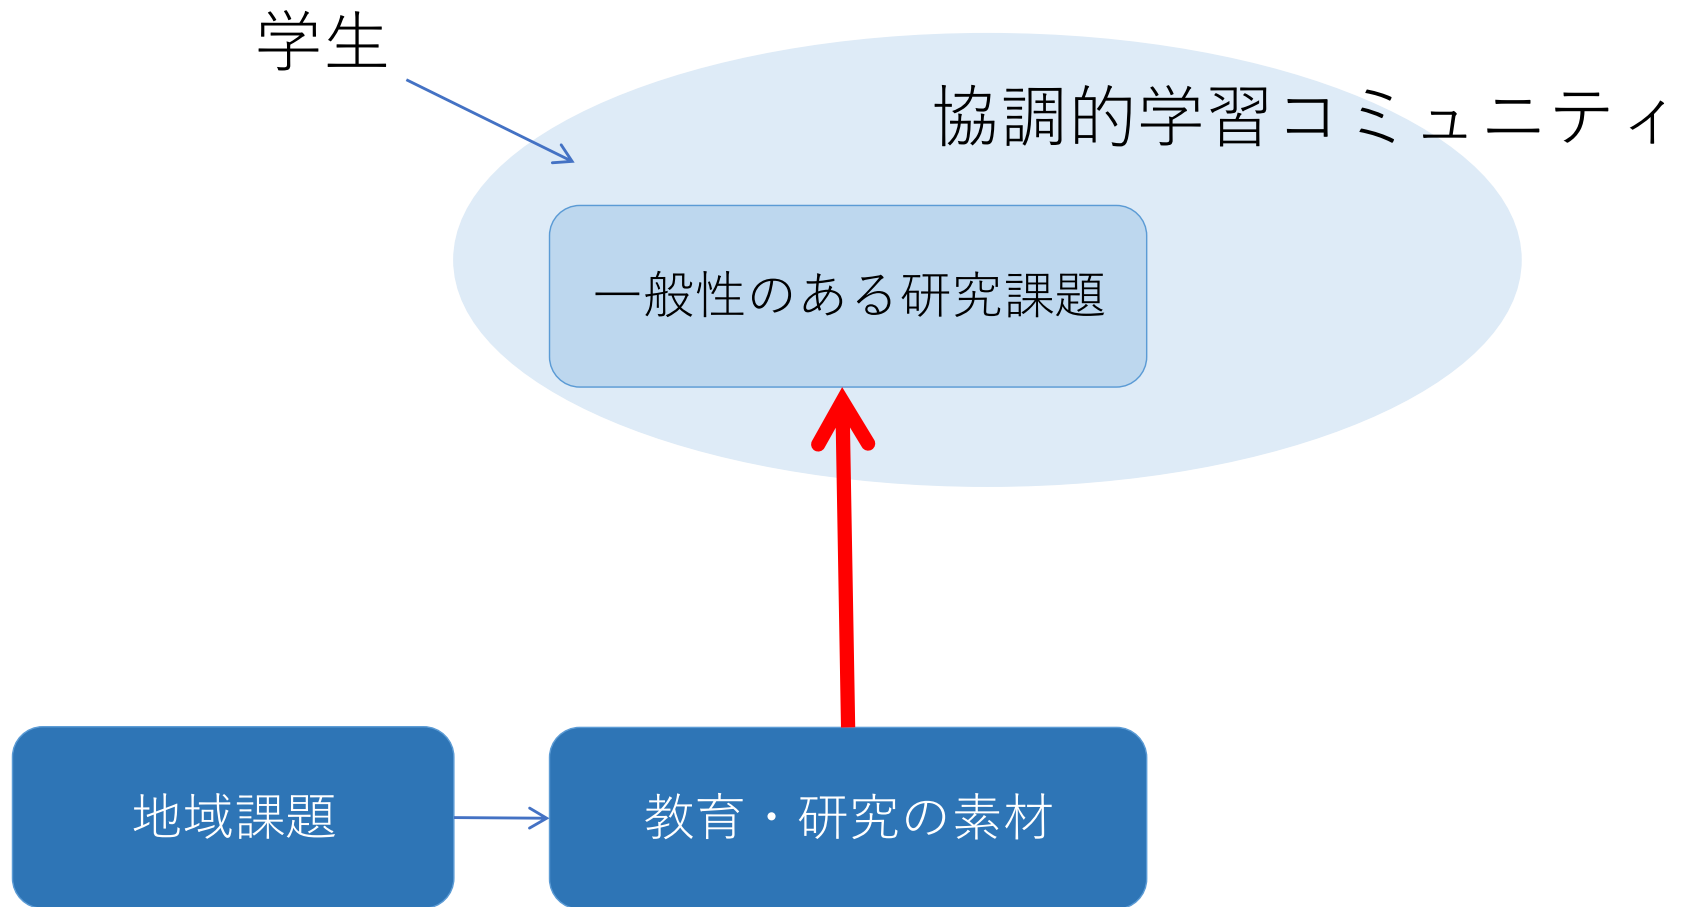 学生
協調的学習コミュニティ
一般性のある研究課題
地域課題
教育・研究の素材